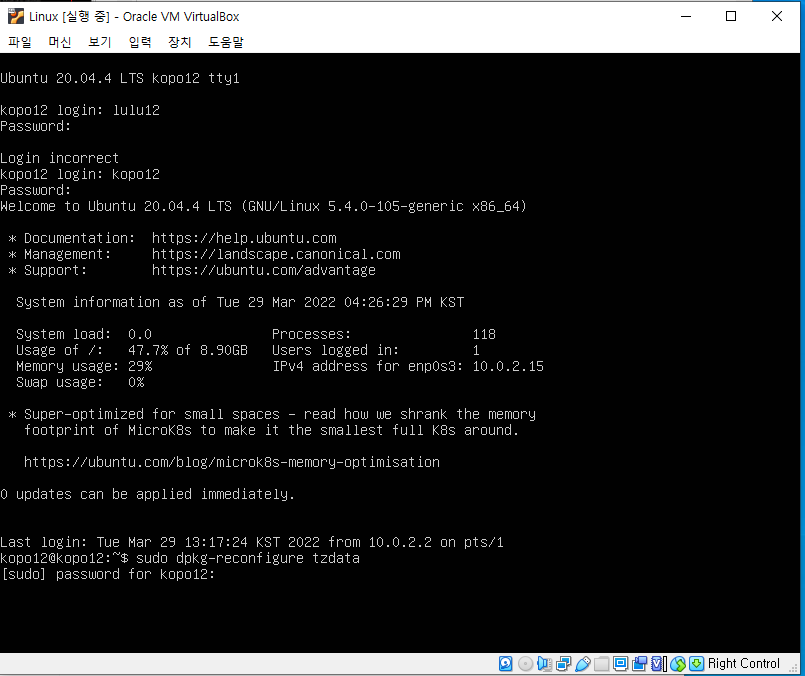 Linux [실행 중] - Oracle VM VirtualBox
파일 머신 보기 입력 장치 도움말
Ubuntu 20.04.4 LTS kopo12 tty1
kopo12 login: lulu12
Password:
Login incorrect
kopo12 login: kopo12
Password:
Welcome to Ubuntu 20.04.4 LTS (GNU/Linux 5.4.0-105-generic x86_64)
* Documentation: https://help.ubuntu.com
* Management: https://landscape.canonical.com
* Support: https://ubuntu.com/advantage
System information as of Tue 29 Mar 2022 04:26:29 PM KST
System load: 0.0 Processes: 118
Usage of /: 47.7% of 8.90GB Users logged in: 1
Memory usage: 29% IPv4 address for enp0s3: 10.0.2.15
Swap usage: 0%
* Super-optimized for small spaces - read how we shrank the memory
footprint of MicroK8s to make it the smallest full K8s around.
https://ubuntu.com/blog/microk8s-memory-optimisation
0 updates can be applied immediately.
Last login: Tue Mar 29 13:17:24 KST 2022 from 10.0.2.2 on pts/1
kopo12@kopo12:~$ sudo dpkg-reconfigure tzdata
[sudo] password for kopo12:
Right Control